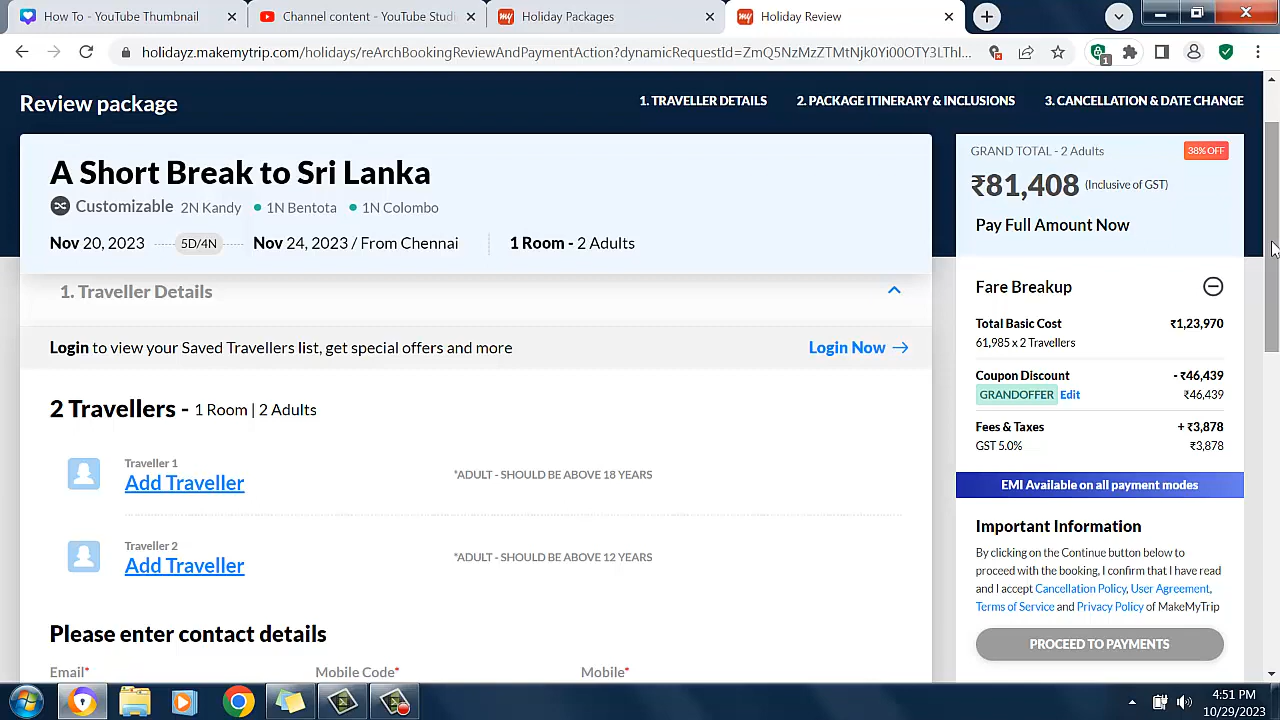 How To - YouTube Thumbnail
Channel content - YouTube Stud
Holiday Packages
Holiday Review
holidayz.makemytrip.com/holidays/reArchBookingReviewAndPaymentAction?dynamicRequestId=ZmQ5NzMzZTMtNjk0Yi00OTY3LThl...
1
Review package
1. TRAVELLER DETAILS
2. PACKAGE ITINERARY & INCLUSIONS
3. CANCELLATION & DATE CHANGE
A Short Break to Sri Lanka
Customizable 2N Kandy 1N Bentota 1N Colombo
Nov 20, 2023 5D/4N Nov 24, 2023 / From Chennai 1 Room - 2 Adults
1. Traveller Details
Login to view your Saved Travellers list, get special offers and more Login Now
2 Travellers - 1 Room | 2 Adults
Traveller 1
Add Traveller
*ADULT - SHOULD BE ABOVE 18 YEARS
Traveller 2
Add Traveller
*ADULT - SHOULD BE ABOVE 12 YEARS
Please enter contact details
Email* Mobile Code* Mobile*
GRAND TOTAL - 2 Adults 38% OFF
₹81,408 (Inclusive of GST)
Pay Full Amount Now
Fare Breakup
Total Basic Cost ₹1,23,970
61,985 x 2 Travellers
Coupon Discount - ₹46,439
GRANDOFFER Edit ₹46,439
Fees & Taxes + ₹3,878
GST 5.0% ₹3,878
EMI Available on all payment modes
Important Information
By clicking on the Continue button below to
proceed with the booking, I confirm that I have read
and I accept Cancellation Policy, User Agreement,
Terms of Service and Privacy Policy of MakeMyTrip
PROCEED TO PAYMENTS
4:51 PM
10/29/2023